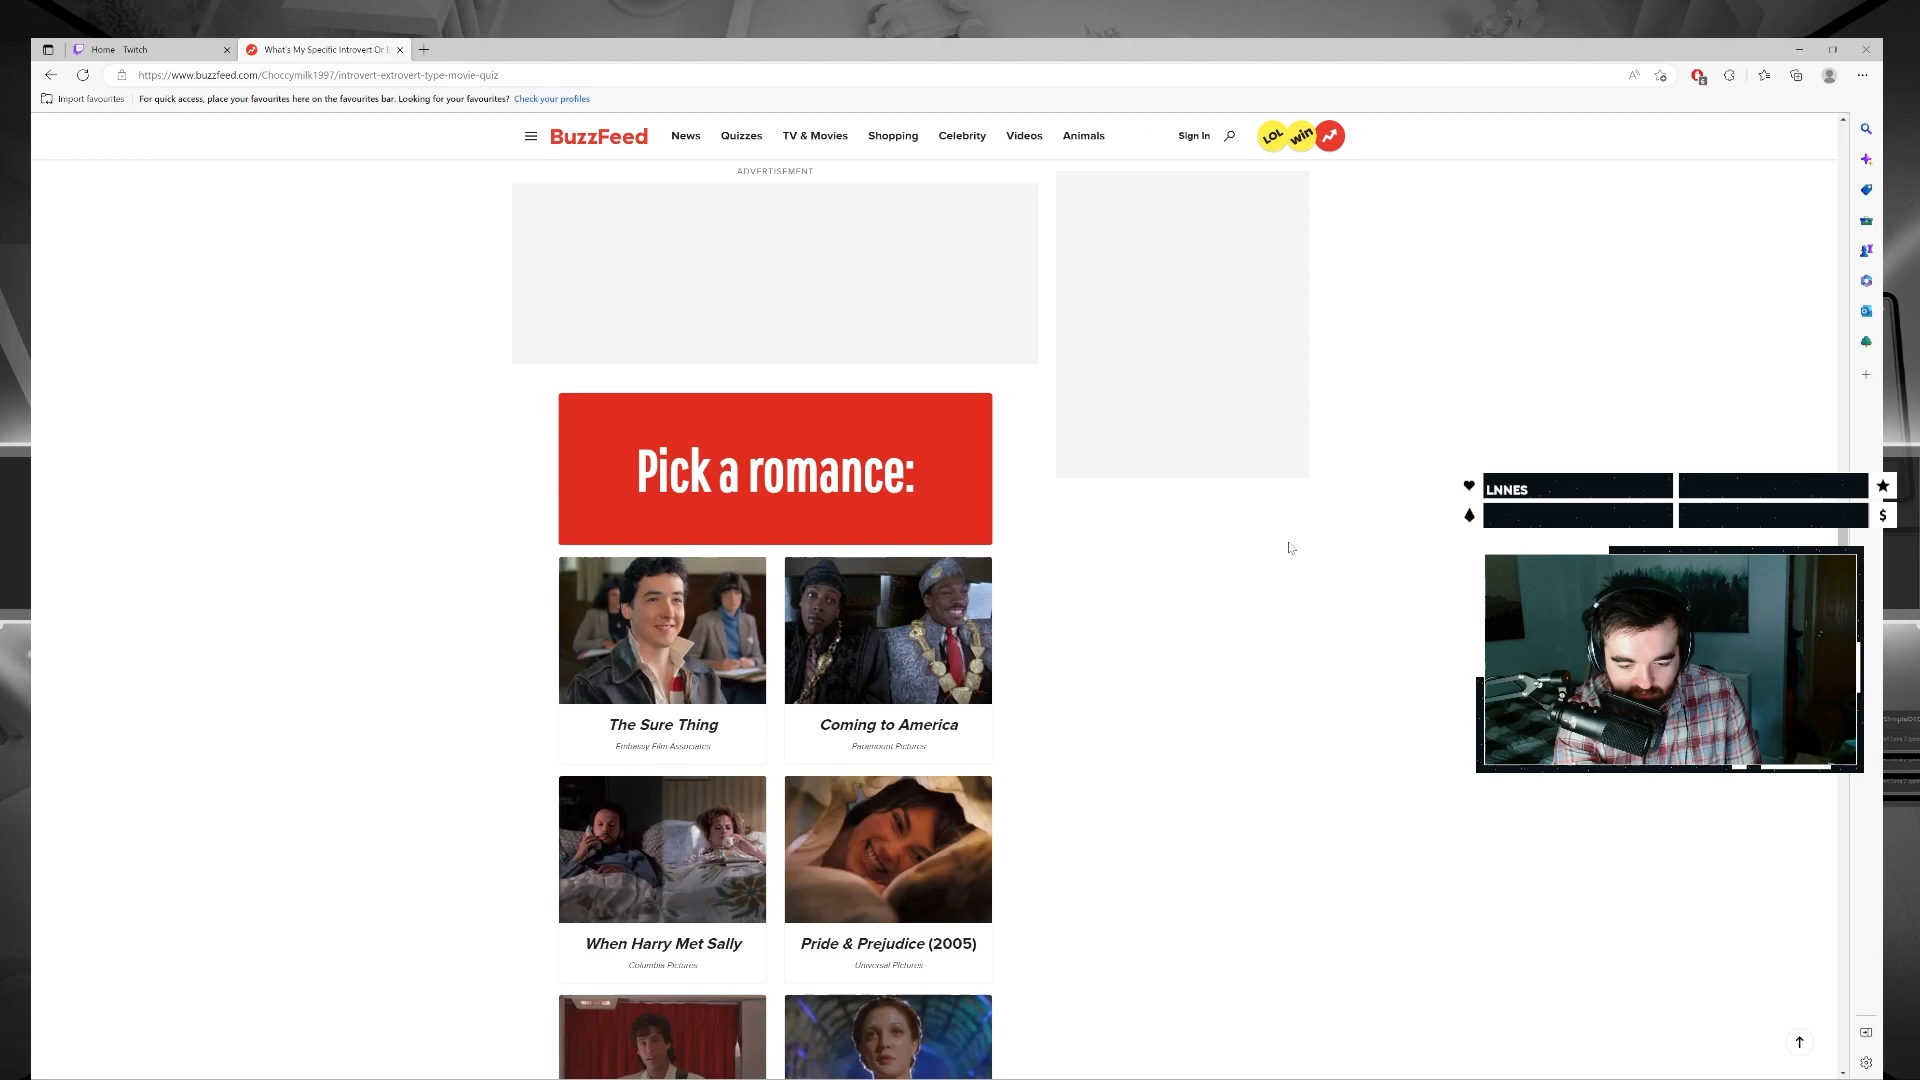 Home Twitch
What's My Specific Introvert Or E
https://www.buzzfeed.com/Choccymilk1997/introvert-extrovert-type-movie-quiz
Import favourites
For quick access, place your favourites here on the favourites bar. Looking for your favourites? Check your profiles
BuzzFeed
News
Quizzes
TV & Movies
Shopping
Celebrity
Videos
Animals
Sign In
LOL
win
ADVERTISEMENT
Pick a romance:
LNNES
$
The Sure Thing
Embassy Film Associates
Coming to America
Paramount Pictures
When Harry Met Sally
Columbia Pictures
Pride & Prejudice (2005)
Universal Pictures